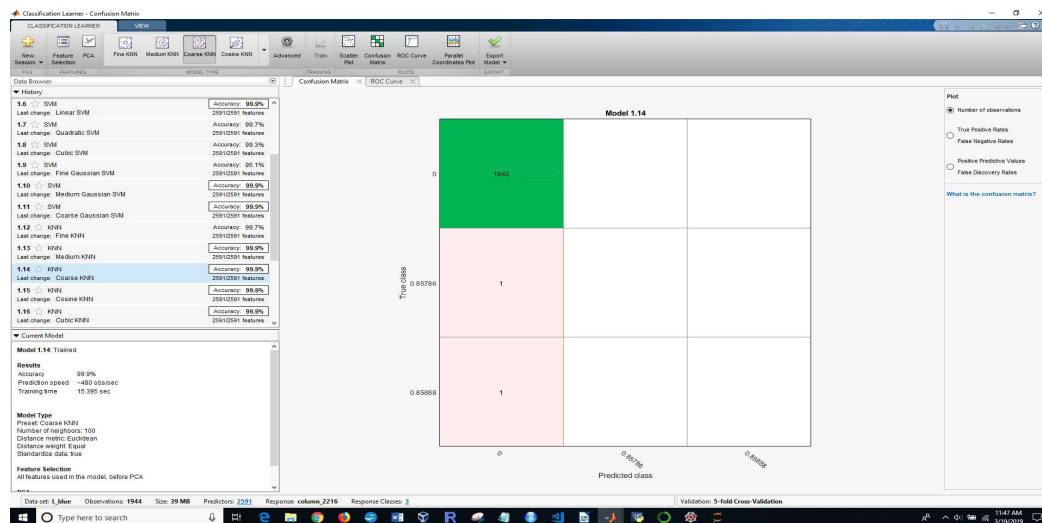 Classification Learner - Confusion Matrix
CLASSIFICATION LEARNER
VIEW
New Session
Feature Selection
PCA
Fine KNN
Medium KNN
Coarse KNN
Cosine KNN
Advanced
Train
Scatter Plot
Confusion Matrix
ROC Curve
Parallel Coordinates Plot
Export Model
FILE
FEATURES
MODEL TYPE
TRAINING
PLOTS
EXPORT
Data Browser
History
1.6 SVM Accuracy: 99.9%
Last change: Linear SVM 2591/2591 features
1.7 SVM Accuracy: 99.7%
Last change: Quadratic SVM 2591/2591 features
1.8 SVM Accuracy: 99.3%
Last change: Cubic SVM 2591/2591 features
1.9 SVM Accuracy: 95.1%
Last change: Fine Gaussian SVM 2591/2591 features
1.10 SVM Accuracy: 99.9%
Last change: Medium Gaussian SVM 2591/2591 features
1.11 SVM Accuracy: 99.9%
Last change: Coarse Gaussian SVM 2591/2591 features
1.12 KNN Accuracy: 99.7%
Last change: Fine KNN 2591/2591 features
1.13 KNN Accuracy: 99.9%
Last change: Medium KNN 2591/2591 features
1.14 KNN Accuracy: 99.9%
Last change: Coarse KNN 2591/2591 features
1.15 KNN Accuracy: 99.9%
Last change: Cosine KNN 2591/2591 features
1.16 KNN Accuracy: 99.9%
Last change: Cubic KNN 2591/2591 features
Current Model
Model 1.14: Trained
Results
Accuracy 99.9%
Prediction speed ~480 obs/sec
Training time 15.395 sec
Model Type
Preset: Coarse KNN
Number of neighbors: 100
Distance metric: Euclidean
Distance weight: Equal
Standardize data: true
Feature Selection
All features used in the model, before PCA
PCA
Confusion Matrix
ROC Curve
Model 1.14
True class
0
1942
0.85786
1
0.85888
1
0
0.85786
0.85888
Predicted class
Plot
Number of observations
True Positive Rates
False Negative Rates
Positive Predictive Values
False Discovery Rates
What is the confusion matrix?
Data set: I_blue Observations: 1944 Size: 39 MB Predictors: 2591 Response: column_2216 Response Classes: 3 Validation: 5-fold Cross-Validation
Type here to search
11:47 AM
3/19/2019